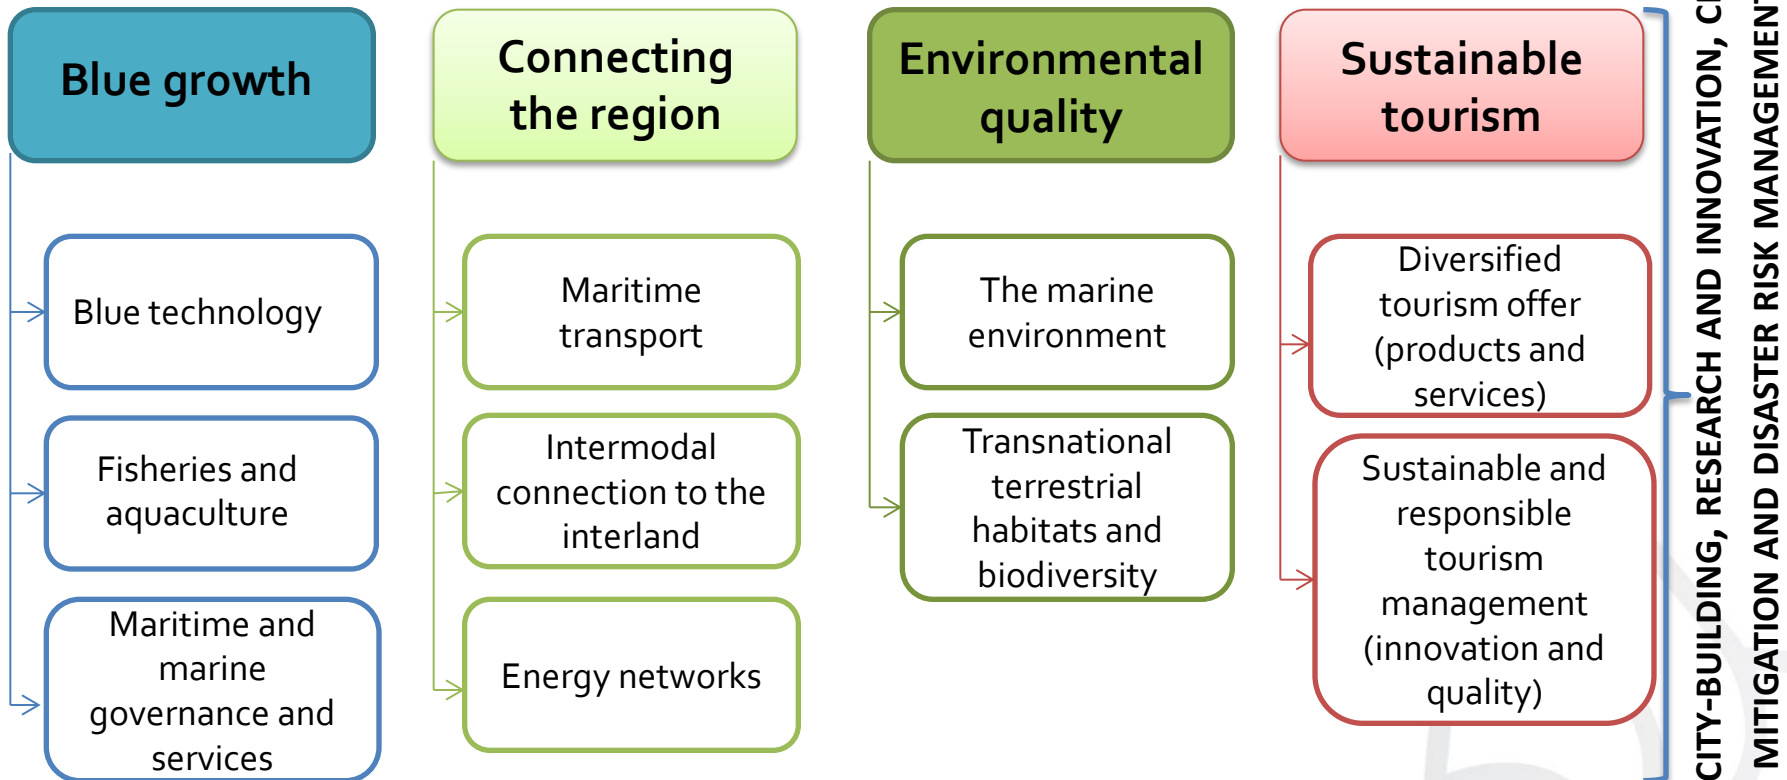 Blue growth
Blue technology
Fisheries and
aquaculture
Maritime and
marine
governance and
services
Connecting
the region
Maritime
transport
Intermodal
connection to the
interland
Energy networks
Environmental
quality
The marine
environment
Transnational
terrestrial
habitats and
biodiversity
Sustainable
tourism
Diversified
tourism offer
(products and
services)
Sustainable and
responsible
tourism
management
(innovation and
quality)
CITY-BUILDING, RESEARCH AND INNOVATION,
MITIGATION AND DISASTER RISK MANAGEMENT